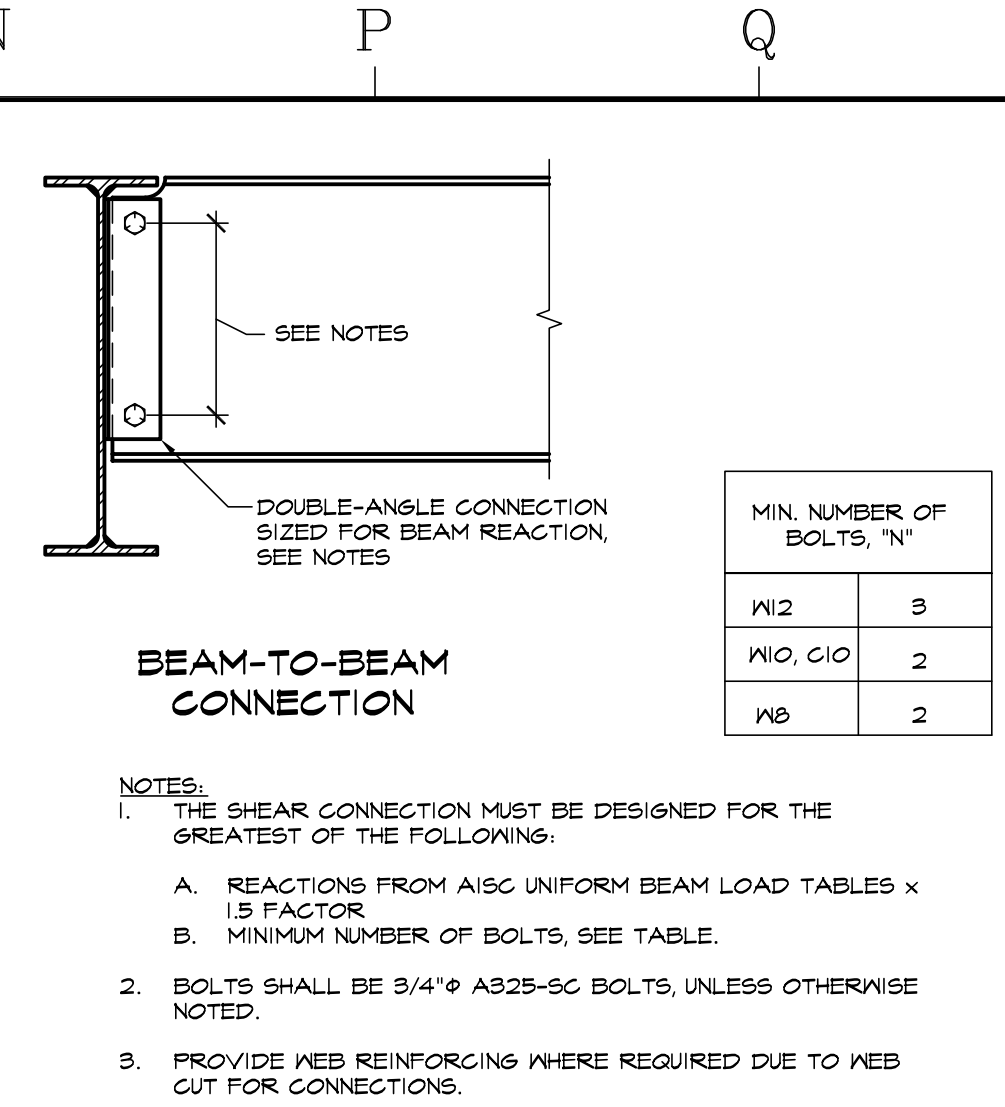 P
Q
SEE NOTES
DOUBLE-ANGLE CONNECTION
SIZED FOR BEAM REACTION,
SEE NOTES
MIN. NUMBER OF
BOLTS, "N"
W12 3
W10, C10 2
W8 2
BEAM-TO-BEAM
CONNECTION
NOTES:
1. THE SHEAR CONNECTION MUST BE DESIGNED FOR THE
GREATEST OF THE FOLLOWING:
A. REACTIONS FROM AISC UNIFORM BEAM LOAD TABLES x
1.5 FACTOR
B. MINIMUM NUMBER OF BOLTS, SEE TABLE.
2. BOLTS SHALL BE 3/4"Φ A325-SC BOLTS, UNLESS OTHERWISE
NOTED.
3. PROVIDE WEB REINFORCING WHERE REQUIRED DUE TO WEB
CUT FOR CONNECTIONS.